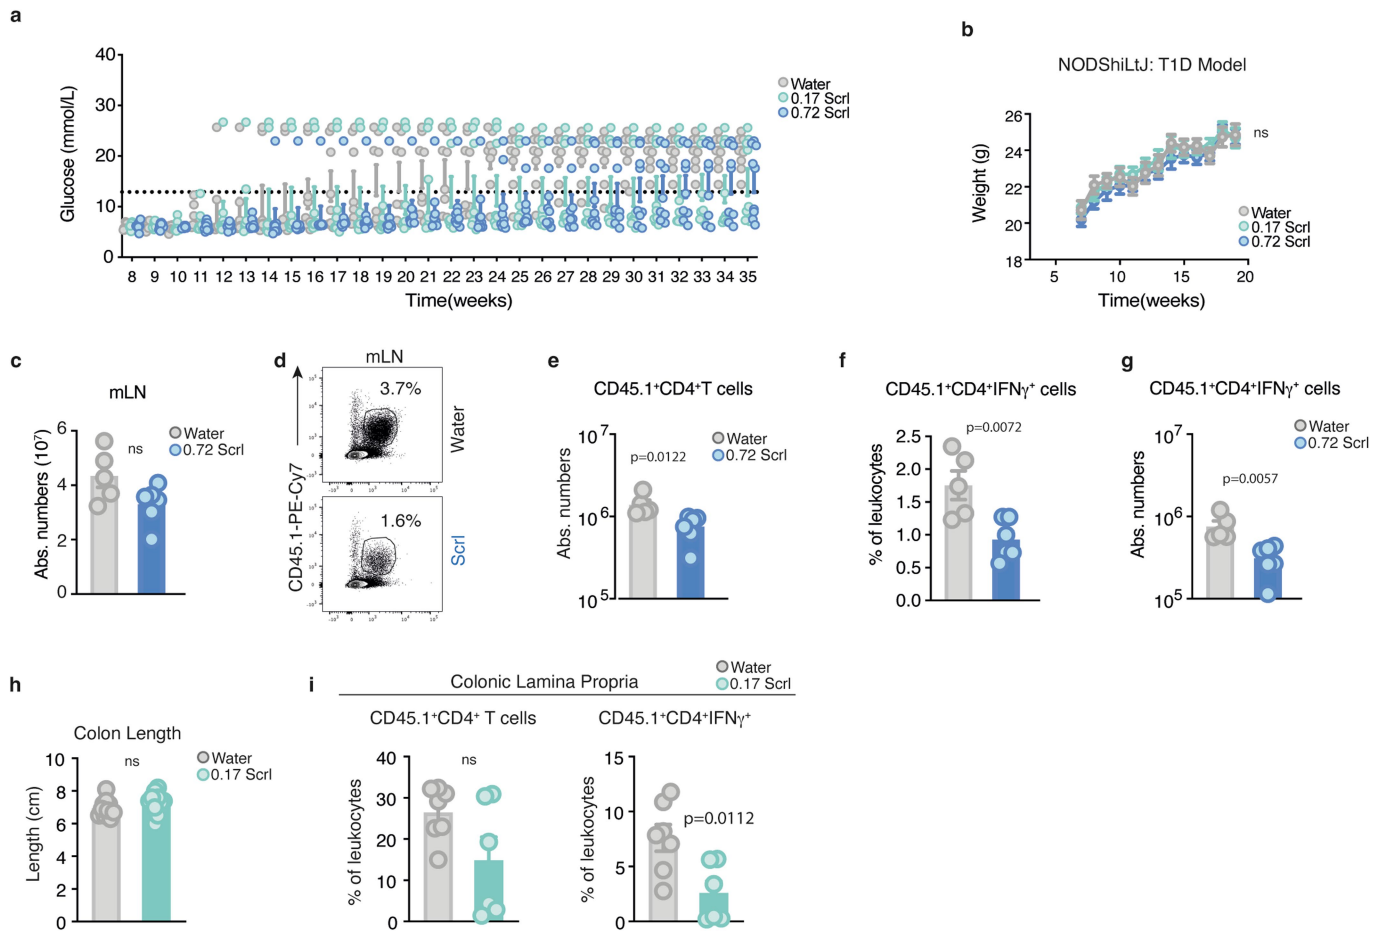 a
40
30
20
10
0
Glucose (mmol/L)
8 9 10 11 12 13 14 15 16 17 18 19 20 21 22 23 24 25 26 27 28 29 30 31 32 33 34 35
Time(weeks)
Water
0.17 Scrl
0.72 Scrl
b
NODShiLtJ: T1D Model
26
24
22
20
18
Weight (g)
5 10 15 20
Time(weeks)
ns
Water
0.17 Scrl
0.72 Scrl
c
mLN
6
4
2
0
Abs. numbers (10⁷)
ns
Water
0.72 Scrl
d
mLN
3.7%
Water
1.6%
Scrl
CD45.1-PE-Cy7
e
CD45.1⁺CD4⁺T cells
10⁷
10⁶
10⁵
Abs. numbers
p=0.0122
Water
0.72 Scrl
f
CD45.1⁺CD4⁺IFNγ⁺ cells
p=0.0072
2.5
2.0
1.5
1.0
0.5
0.0
% of leukocytes
Water
0.72 Scrl
g
CD45.1⁺CD4⁺IFNγ⁺ cells
10⁷
10⁶
10⁵
Abs. numbers
p=0.0057
Water
0.72 Scrl
h
Colon Length
10
8
6
4
2
0
Length (cm)
ns
Water
0.17 Scrl
i
Colonic Lamina Propria
Water
0.17 Scrl
CD45.1⁺CD4⁺ T cells
40
30
20
10
0
% of leukocytes
ns
CD45.1⁺CD4⁺IFNγ⁺
15
10
5
0
% of leukocytes
p=0.0112